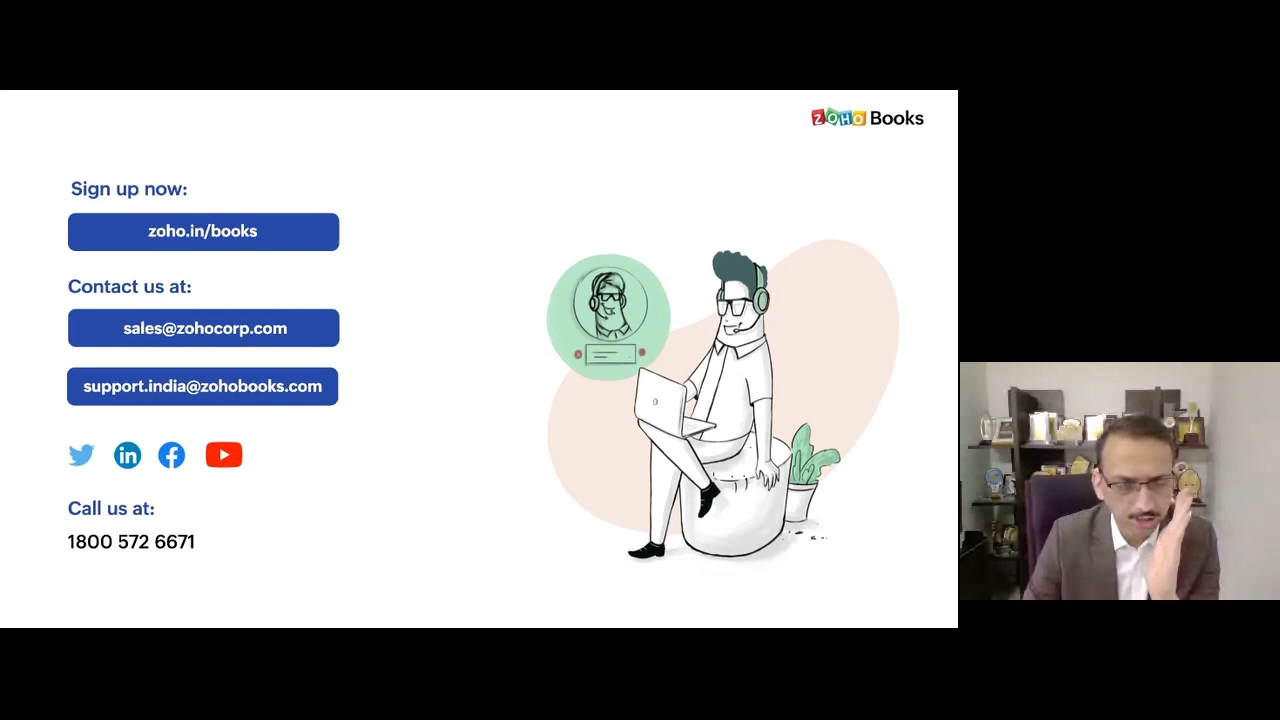 ZOHO Books
Sign up now:
zoho.in/books
Contact us at:
sales@zohocorp.com
support.india@zohobooks.com
in
Call us at:
1800 572 6671